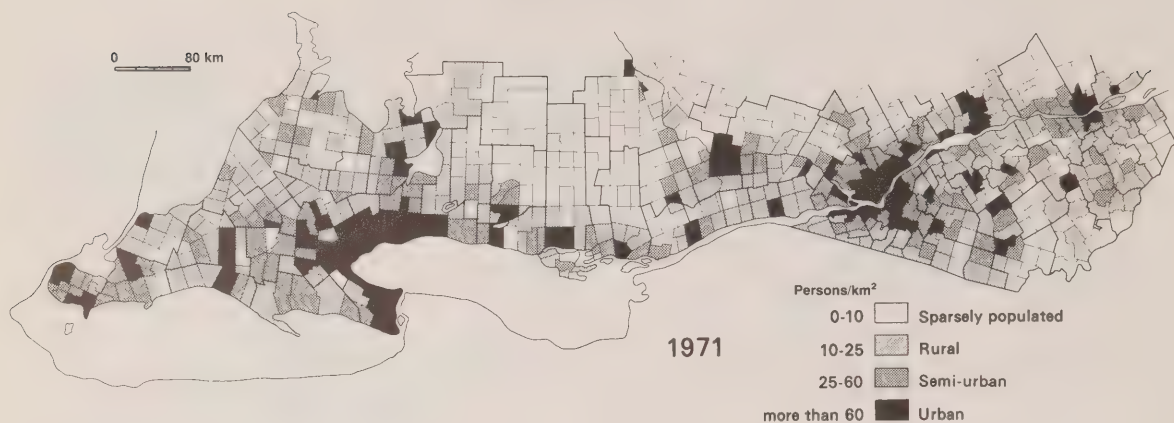 0 80 km
1971
Persons/km²
0-10 Sparsely populated
10-25 Rural
25-60 Semi-urban
more than 60 Urban